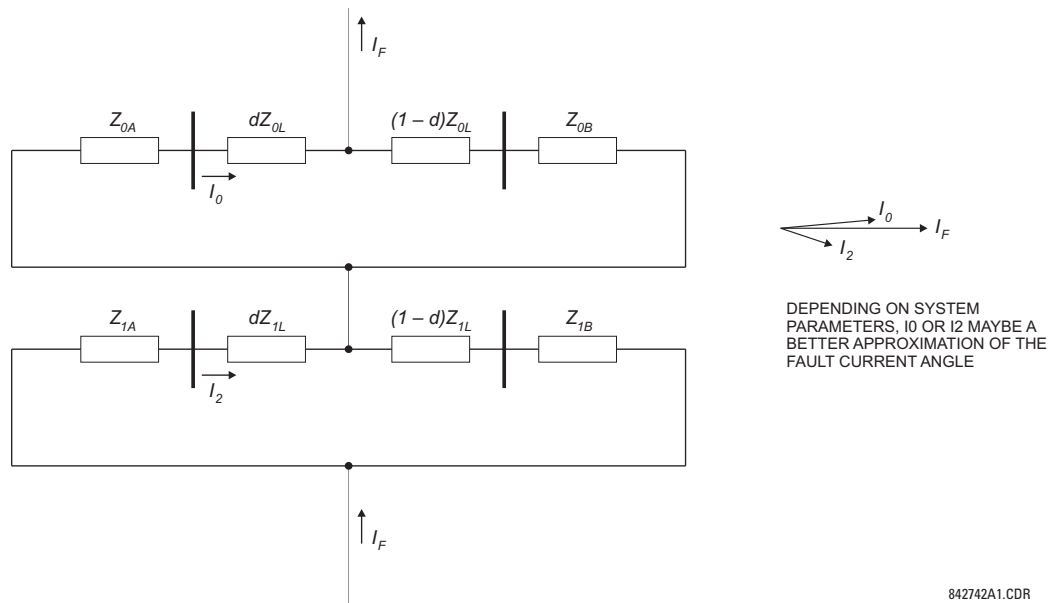 I_F
Z_0A
dZ_0L
(1 – d)Z_0L
Z_0B
I_0
I_0
I_F
I_2
Z_1A
dZ_1L
(1 – d)Z_1L
Z_1B
I_2
DEPENDING ON SYSTEM
PARAMETERS, I0 OR I2 MAYBE A
BETTER APPROXIMATION OF THE
FAULT CURRENT ANGLE
I_F
842742A1.CDR